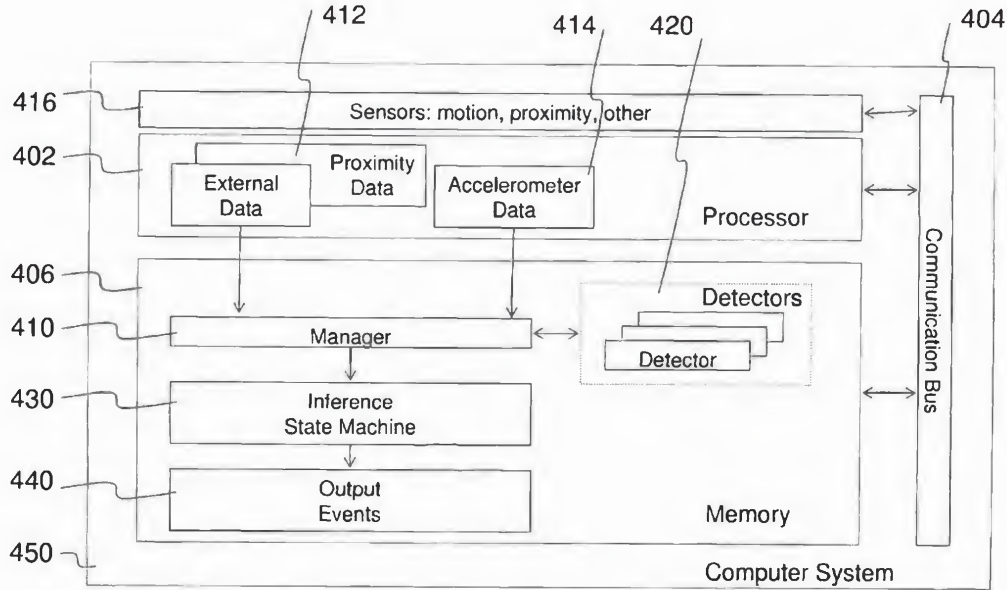 412
414
420
404
416
Sensors: motion, proximity, other
402
Proximity
Data
External
Data
Accelerometer
Data
Processor
Communication Bus
406
Detectors
410
Manager
Detector
430
Inference
State Machine
440
Output
Events
Memory
450
Computer System